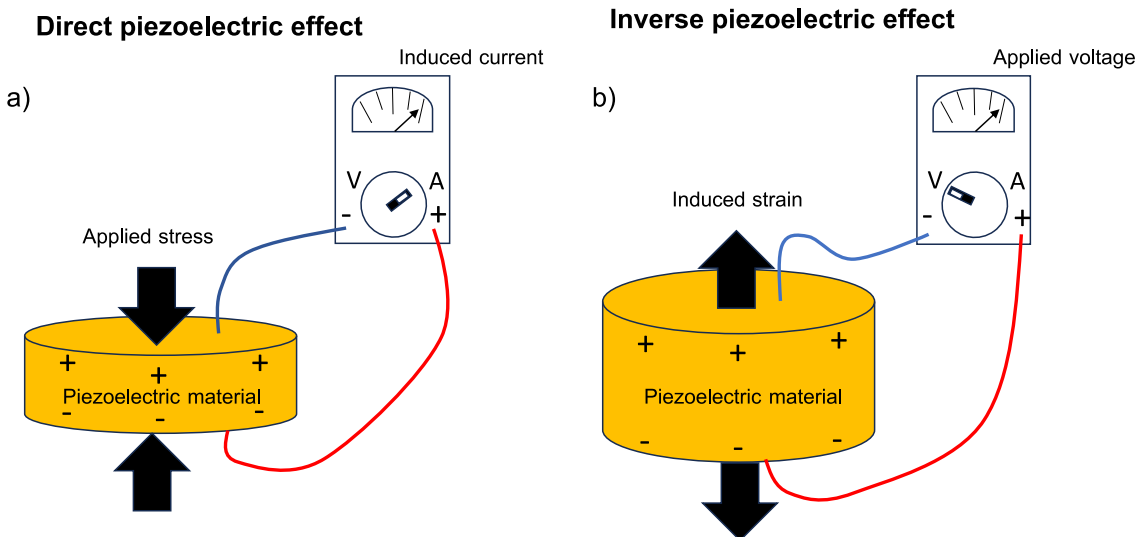 Direct piezoelectric effect
Inverse piezoelectric effect
a)
Induced current
V A
- +
Applied stress
+ + +
Piezoelectric material
- - -
b)
Applied voltage
V A
- +
Induced strain
+ + +
Piezoelectric material
- - -